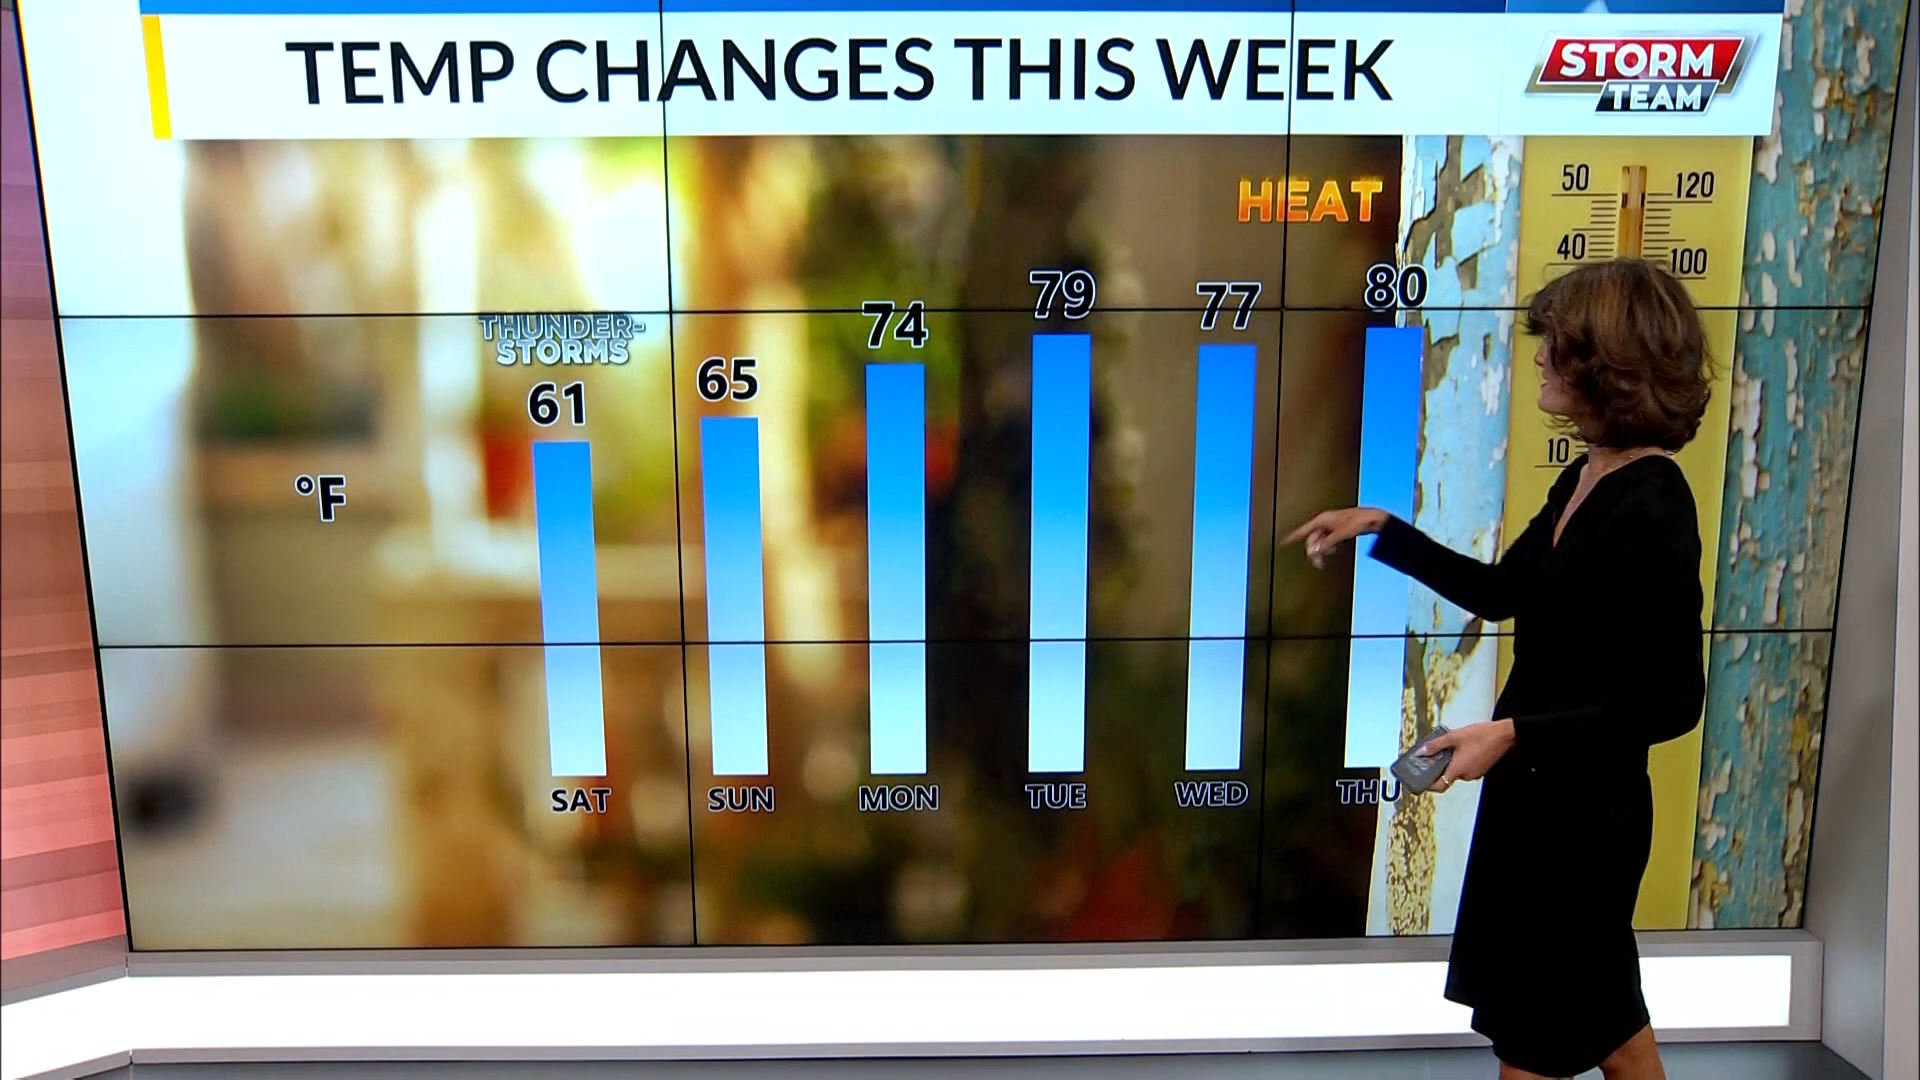 TEMP CHANGES THIS WEEK
STORM
TEAM
HEAT
50
120
40
100
10
THUNDER-
STORMS
61
65
74
79
77
80
°F
SAT
SUN
MON
TUE
WED
THU